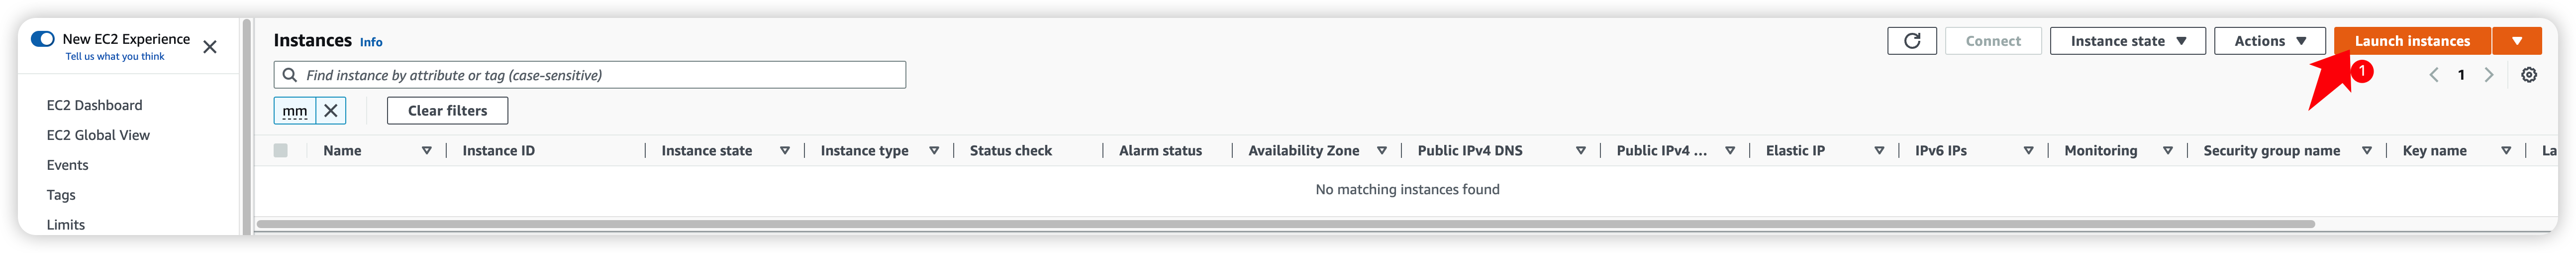 New EC2 Experience
Tell us what you think
EC2 Dashboard
EC2 Global View
Events
Tags
Limits
Instances Info
Connect
Instance state
Actions
Launch instances
1
Find instance by attribute or tag (case-sensitive)
1
mm
Clear filters
Name Instance ID Instance state Instance type Status check Alarm status Availability Zone Public IPv4 DNS Public IPv4 ... Elastic IP IPv6 IPs Monitoring Security group name Key name La
No matching instances found